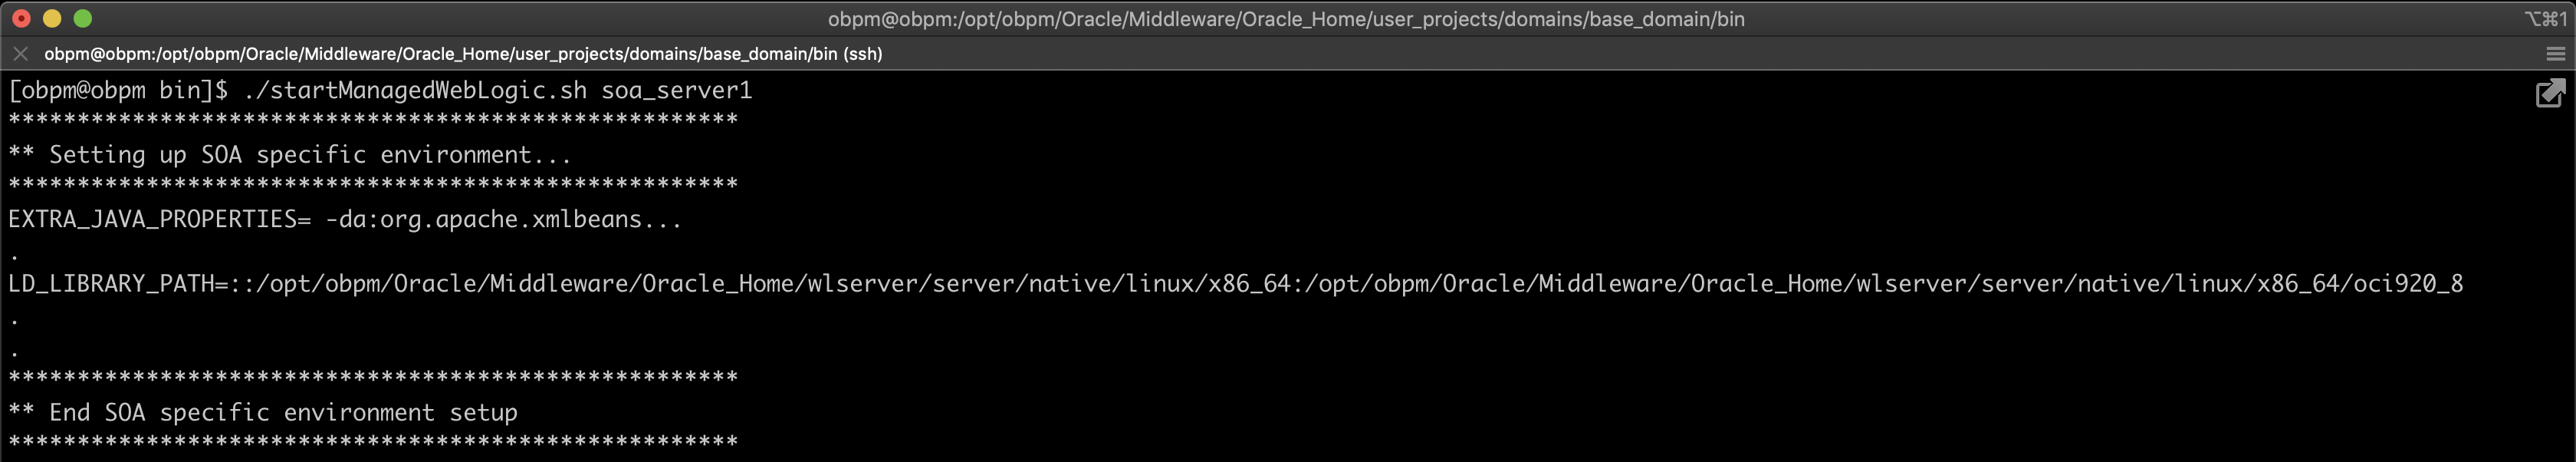 obpm@obpm:/opt/obpm/Oracle/Middleware/Oracle_Home/user_projects/domains/base_domain/bin
⌥⌘1
obpm@obpm:/opt/obpm/Oracle/Middleware/Oracle_Home/user_projects/domains/base_domain/bin (ssh)
[obpm@obpm bin]$ ./startManagedWebLogic.sh soa_server1
*****************************************************
** Setting up SOA specific environment...
*****************************************************
EXTRA_JAVA_PROPERTIES= -da:org.apache.xmlbeans...
.
LD_LIBRARY_PATH=::/opt/obpm/Oracle/Middleware/Oracle_Home/wlserver/server/native/linux/x86_64:/opt/obpm/Oracle/Middleware/Oracle_Home/wlserver/server/native/linux/x86_64/oci920_8
.
.
*****************************************************
** End SOA specific environment setup
*****************************************************